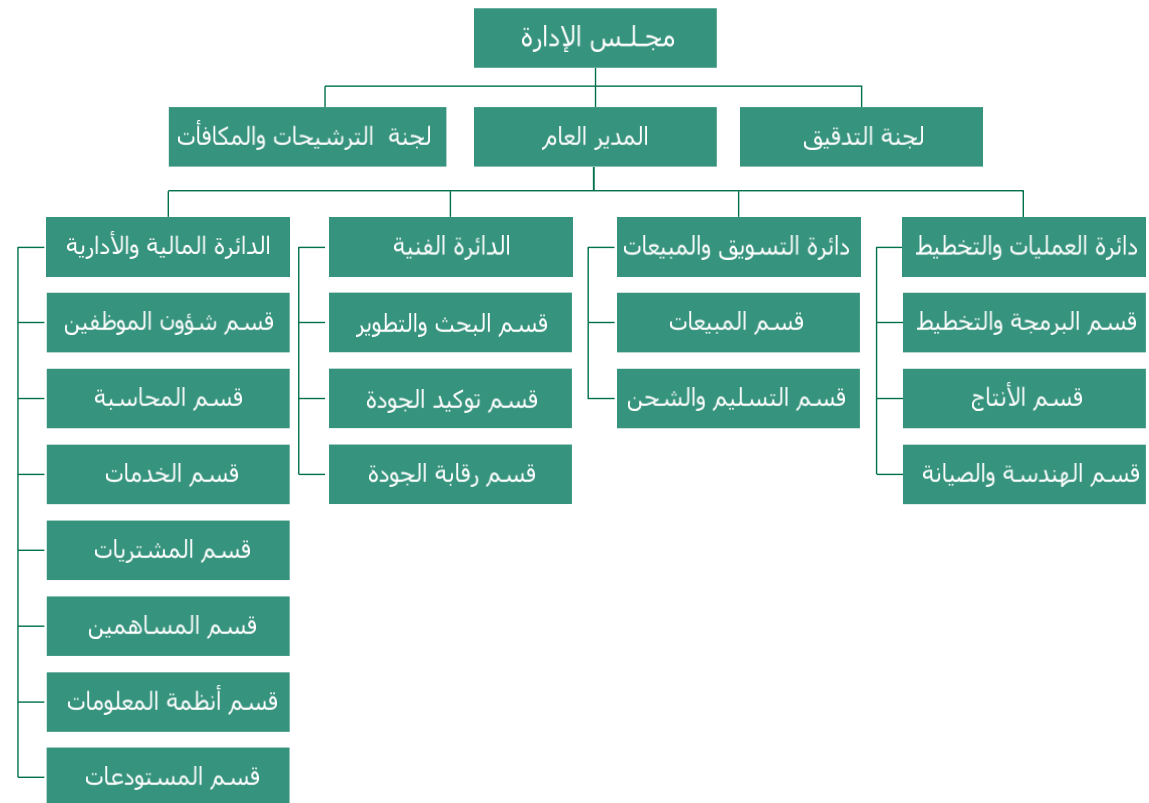 مجلس الإدارة
لجنة التدقيق
المدير العام
لجنة الترشيحات والمكافأت
دائرة العمليات والتخطيط
قسم البرمجة والتخطيط
قسم الأنتاج
قسم الهندسة والصيانة
دائرة التسويق والمبيعات
قسم المبيعات
قسم التسليم والشحن
الدائرة الفنية
قسم البحث والتطوير
قسم توكيد الجودة
قسم رقابة الجودة
الدائرة المالية والأدارية
قسم شؤون الموظفين
قسم المحاسبة
قسم الخدمات
قسم المشتريات
قسم المساهمين
قسم أنظمة المعلومات
قسم المستودعات